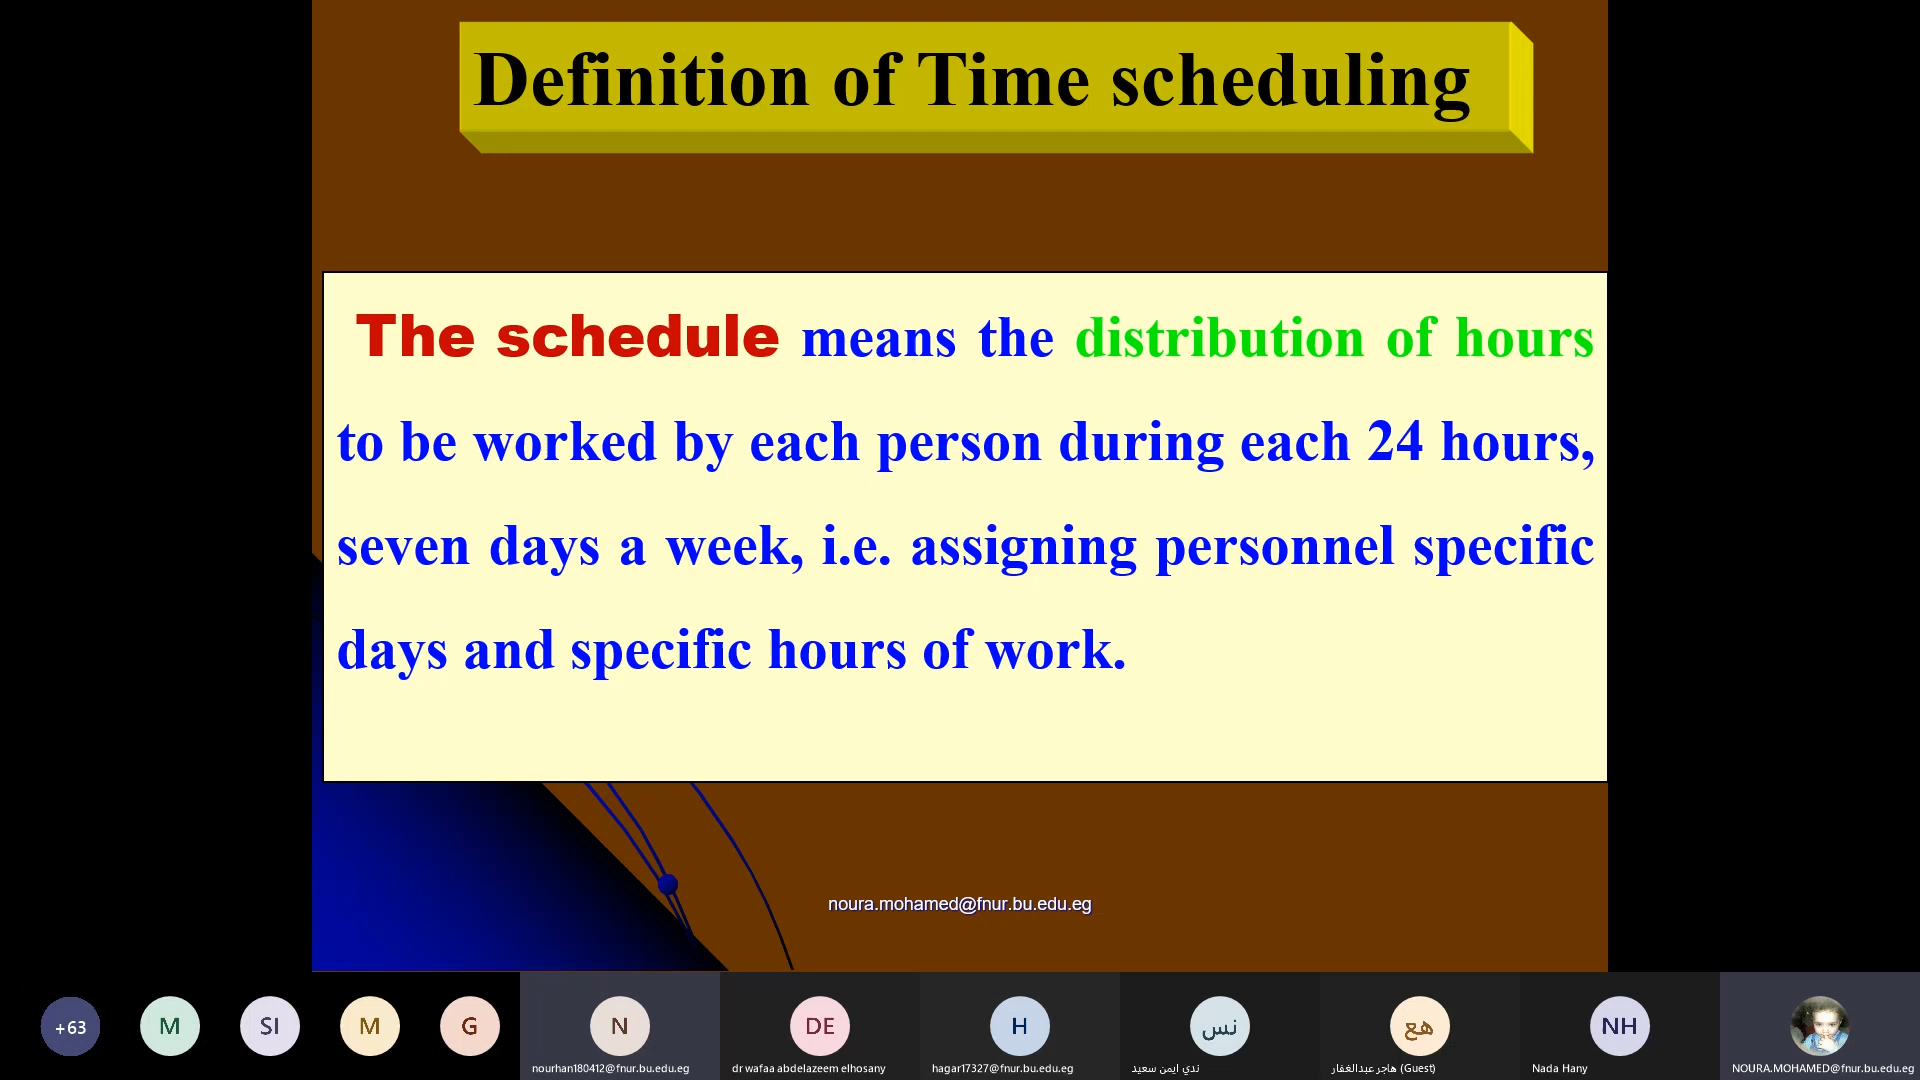 Definition of Time scheduling
The schedule means the distribution of hours
to be worked by each person during each 24 hours,
seven days a week, i.e. assigning personnel specific
days and specific hours of work.
noura.mohamed@fnur.bu.edu.eg
+63
M
SI
M
G
N
DE
H
نس
هع
NH
nourhan180412@fnur.bu.edu.eg
dr wafaa abdelazeem elhosany
hagar17327@fnur.bu.edu.eg
ندي ايمن سعيد
هاجر عبدالغفار (Guest)
Nada Hany
NOURA.MOHAMED@fnur.bu.edu.eg